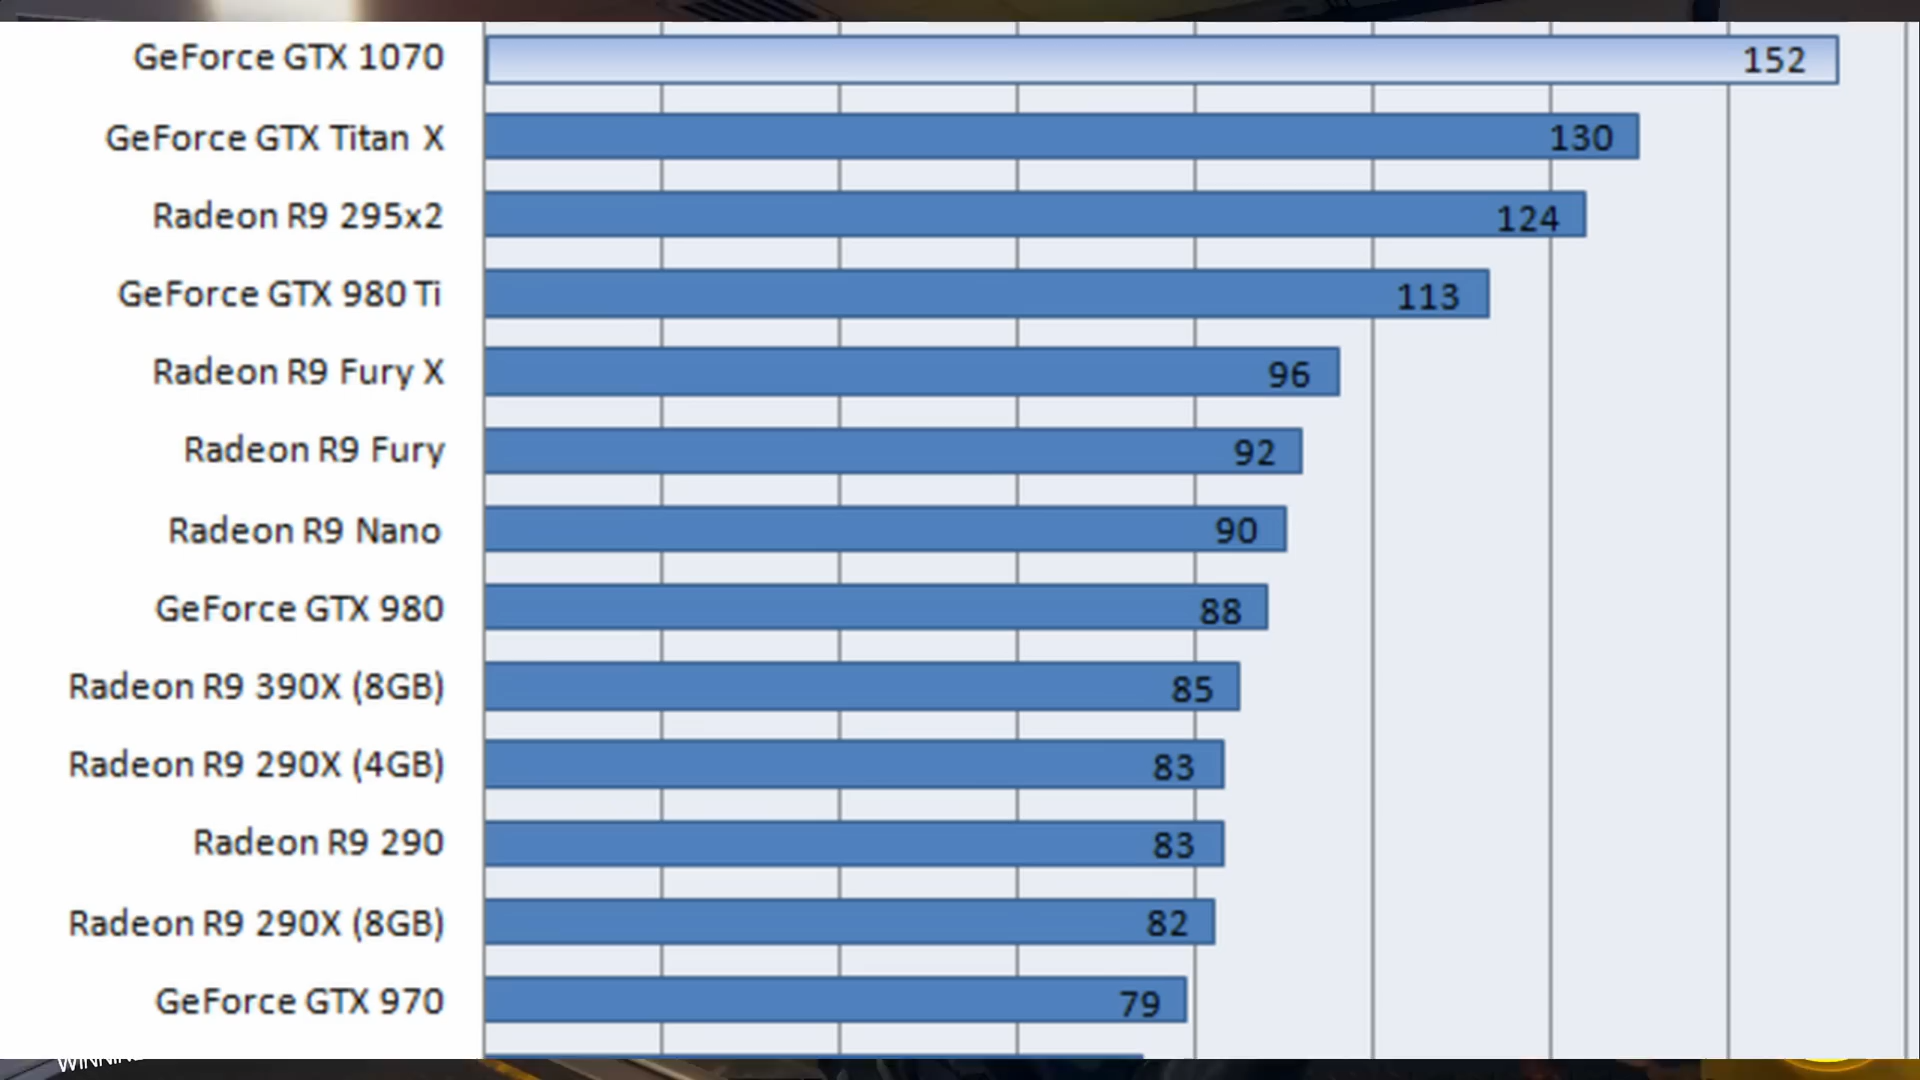 GeForce GTX 1070 152
GeForce GTX Titan X 130
Radeon R9 295x2 124
GeForce GTX 980 Ti 113
Radeon R9 Fury X 96
Radeon R9 Fury 92
Radeon R9 Nano 90
GeForce GTX 980 88
Radeon R9 390X (8GB) 85
Radeon R9 290X (4GB) 83
Radeon R9 290 83
Radeon R9 290X (8GB) 82
GeForce GTX 970 79